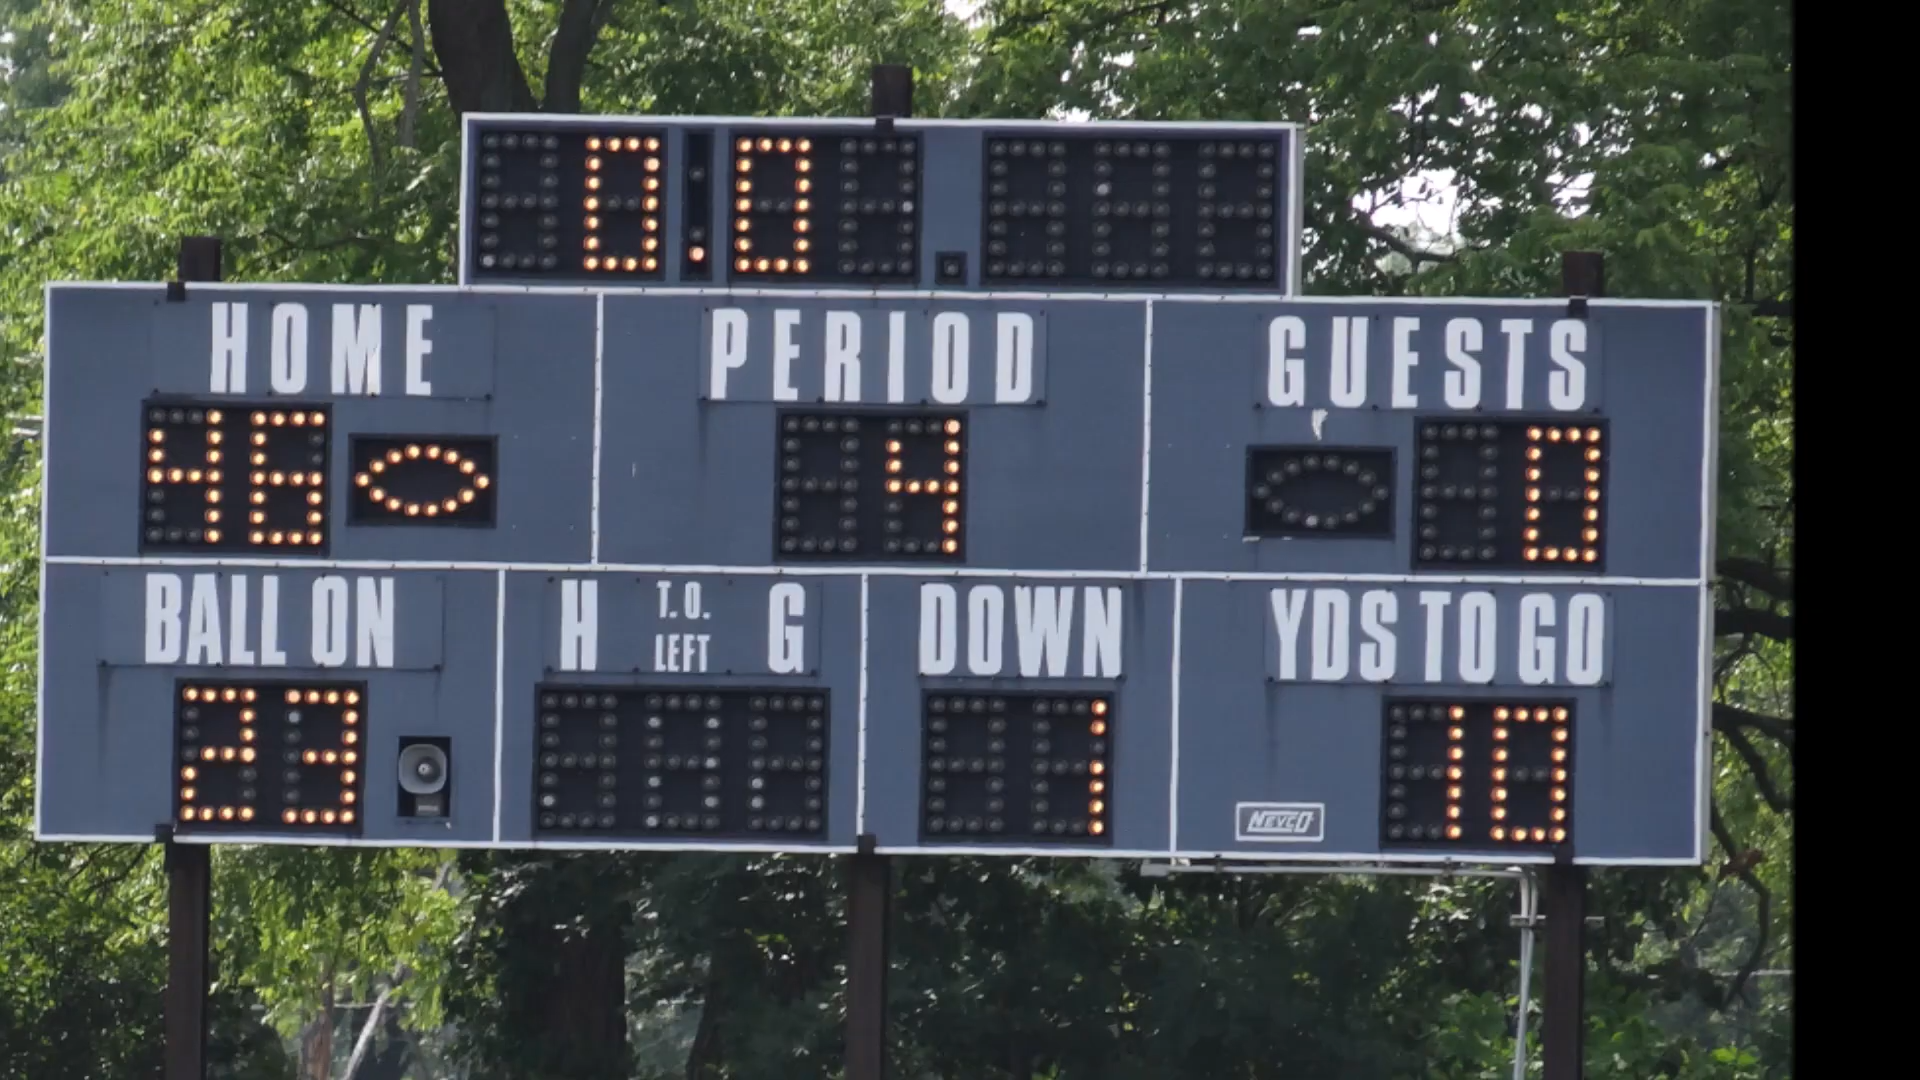 0.0
HOME PERIOD GUESTS
46 4 0
BALL ON H T.O. LEFT G DOWN YDS TO GO
23 1 10
NEVCO